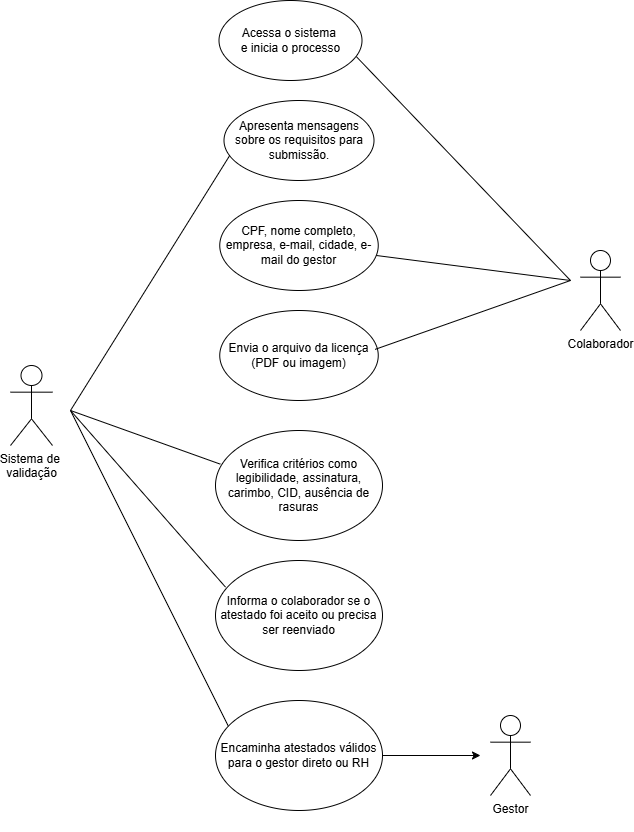 Acessa o sistema
e inicia o processo
Apresenta mensagens
sobre os requisitos para
submissão.
CPF, nome completo,
empresa, e-mail, cidade, e-
mail do gestor
Colaborador
Envia o arquivo da licença
(PDF ou imagem)
Sistema de
validação
Verifica critérios como
legibilidade, assinatura,
carimbo, CID, ausência de
rasuras
Informa o colaborador se o
atestado foi aceito ou precisa
ser reenviado
Encaminha atestados válidos
para o gestor direto ou RH
Gestor